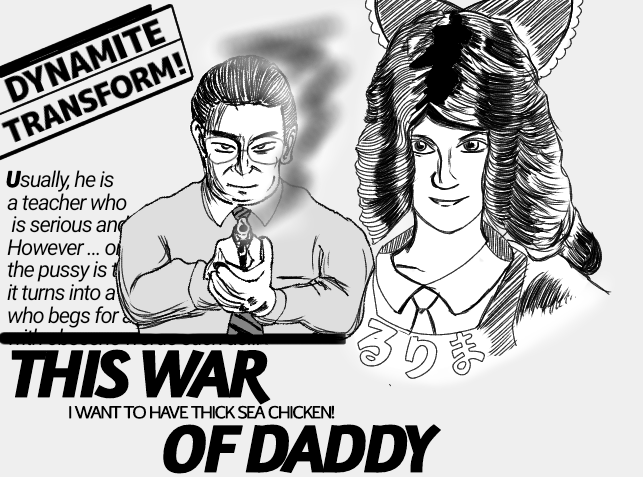 DYNAMITE
TRANSFORM!
Usually, he is
a teacher who
is serious and
However ... o
the pussy is
it turns into a
who begs for a
るりま
THIS WAR
I WANT TO HAVE THICK SEA CHICKEN!
OF DADDY